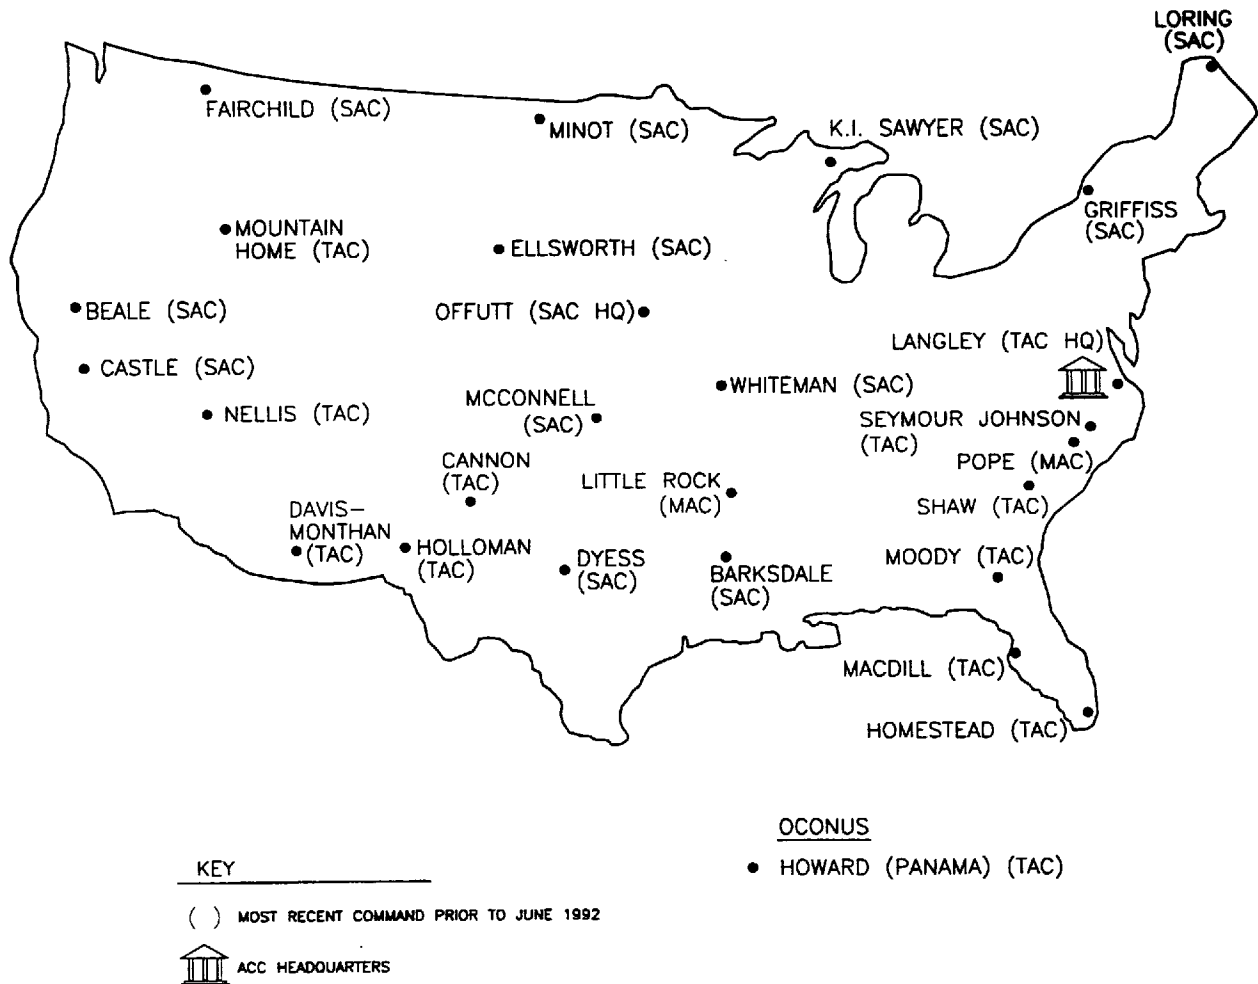 LORING
(SAC)
FAIRCHILD (SAC)
MINOT (SAC)
K.I. SAWYER (SAC)
GRIFFISS
(SAC)
MOUNTAIN
HOME (TAC)
ELLSWORTH (SAC)
BEALE (SAC)
OFFUTT (SAC HQ)
LANGLEY (TAC HQ)
CASTLE (SAC)
WHITEMAN (SAC)
NELLIS (TAC)
MCCONNELL
(SAC)
SEYMOUR JOHNSON
(TAC)
POPE (MAC)
CANNON
(TAC)
LITTLE ROCK
(MAC)
SHAW (TAC)
DAVIS-
MONTHAN
(TAC)
HOLLOMAN
(TAC)
DYESS
(SAC)
BARKSDALE
(SAC)
MOODY (TAC)
MACDILL (TAC)
HOMESTEAD (TAC)
OCONUS
HOWARD (PANAMA) (TAC)
KEY
( ) MOST RECENT COMMAND PRIOR TO JUNE 1992
ACC HEADQUARTERS